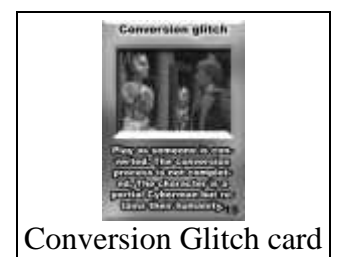 Conversion glitch
Play as someone is con-
verted. The conversion
process is not complet-
ed. The character is a
partial Cyberman but re-
tains their humanity.
15
Conversion Glitch card